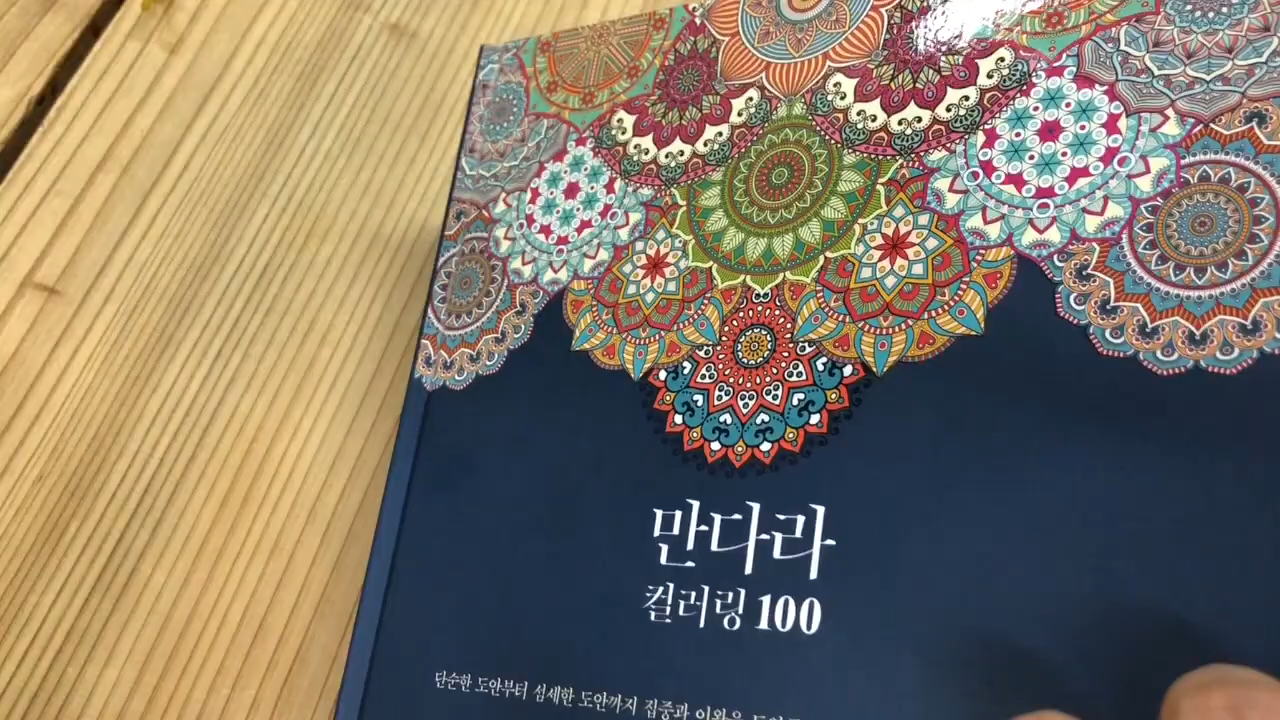 만다라
컬러링 100
단순한 도안부터 섬세한 도안까지 집중과